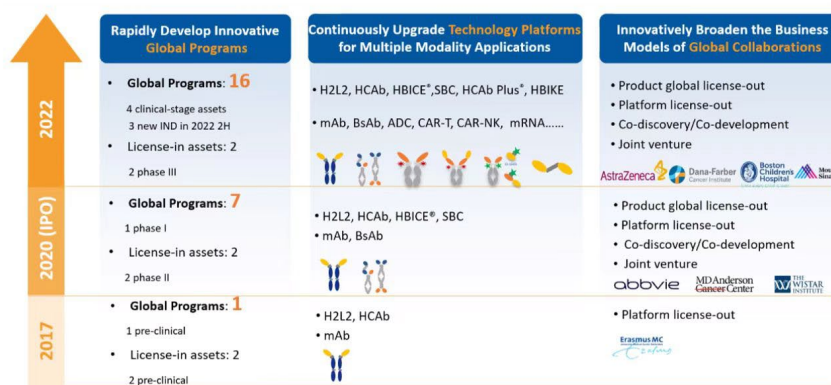 Rapidly Develop Innovative
Global Programs
Continuously Upgrade Technology Platforms
for Multiple Modality Applications
Innovatively Broaden the Business
Models of Global Collaborations
2022
• Global Programs: 16
4 clinical-stage assets
3 new IND in 2022 2H
• License-in assets: 2
2 phase III
• H2L2, HCAb, HBICE®,SBC, HCAb Plus®, HBIKE
• mAb, BsAb, ADC, CAR-T, CAR-NK, mRNA……
• Product global license-out
• Platform license-out
• Co-discovery/Co-development
• Joint venture
AstraZeneca
Dana-Farber
Cancer Institute
Boston
Children's
Hospital
Sinai
2020 (IPO)
• Global Programs: 7
1 phase I
• License-in assets: 2
2 phase II
• H2L2, HCAb, HBICE®, SBC
• mAb, BsAb
• Product global license-out
• Platform license-out
• Co-discovery/Co-development
• Joint venture
abbvie
MDAnderson
Cancer Center
THE
WISTAR
INSTITUTE
2017
• Global Programs: 1
1 pre-clinical
• License-in assets: 2
2 pre-clinical
• H2L2, HCAb
• mAb
• Platform license-out
Erasmus MC